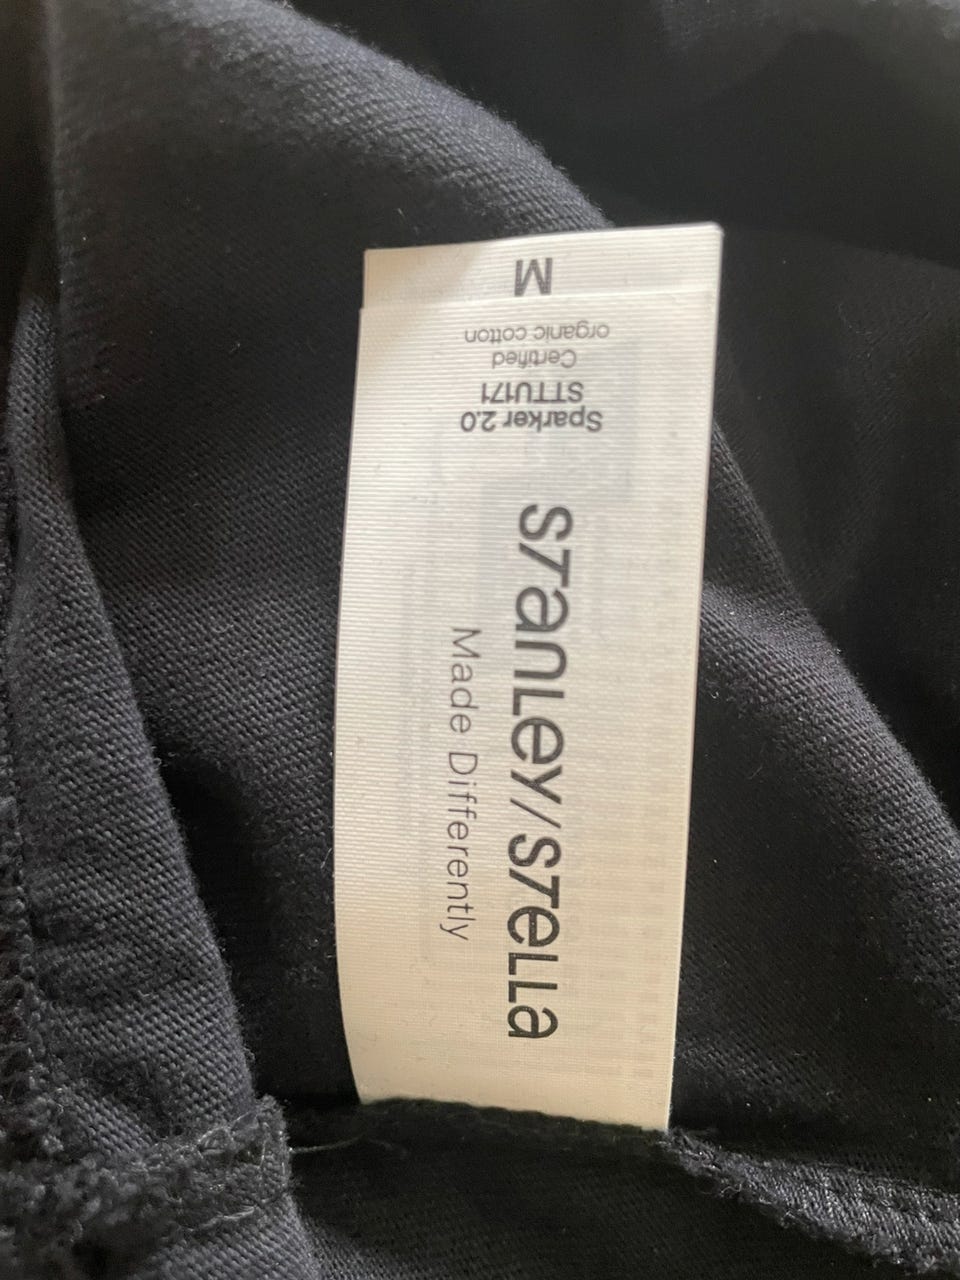 STANLEY/STELLA
Made Differently
Sparker 2.0
STTU171
Certified
organic cotton
M